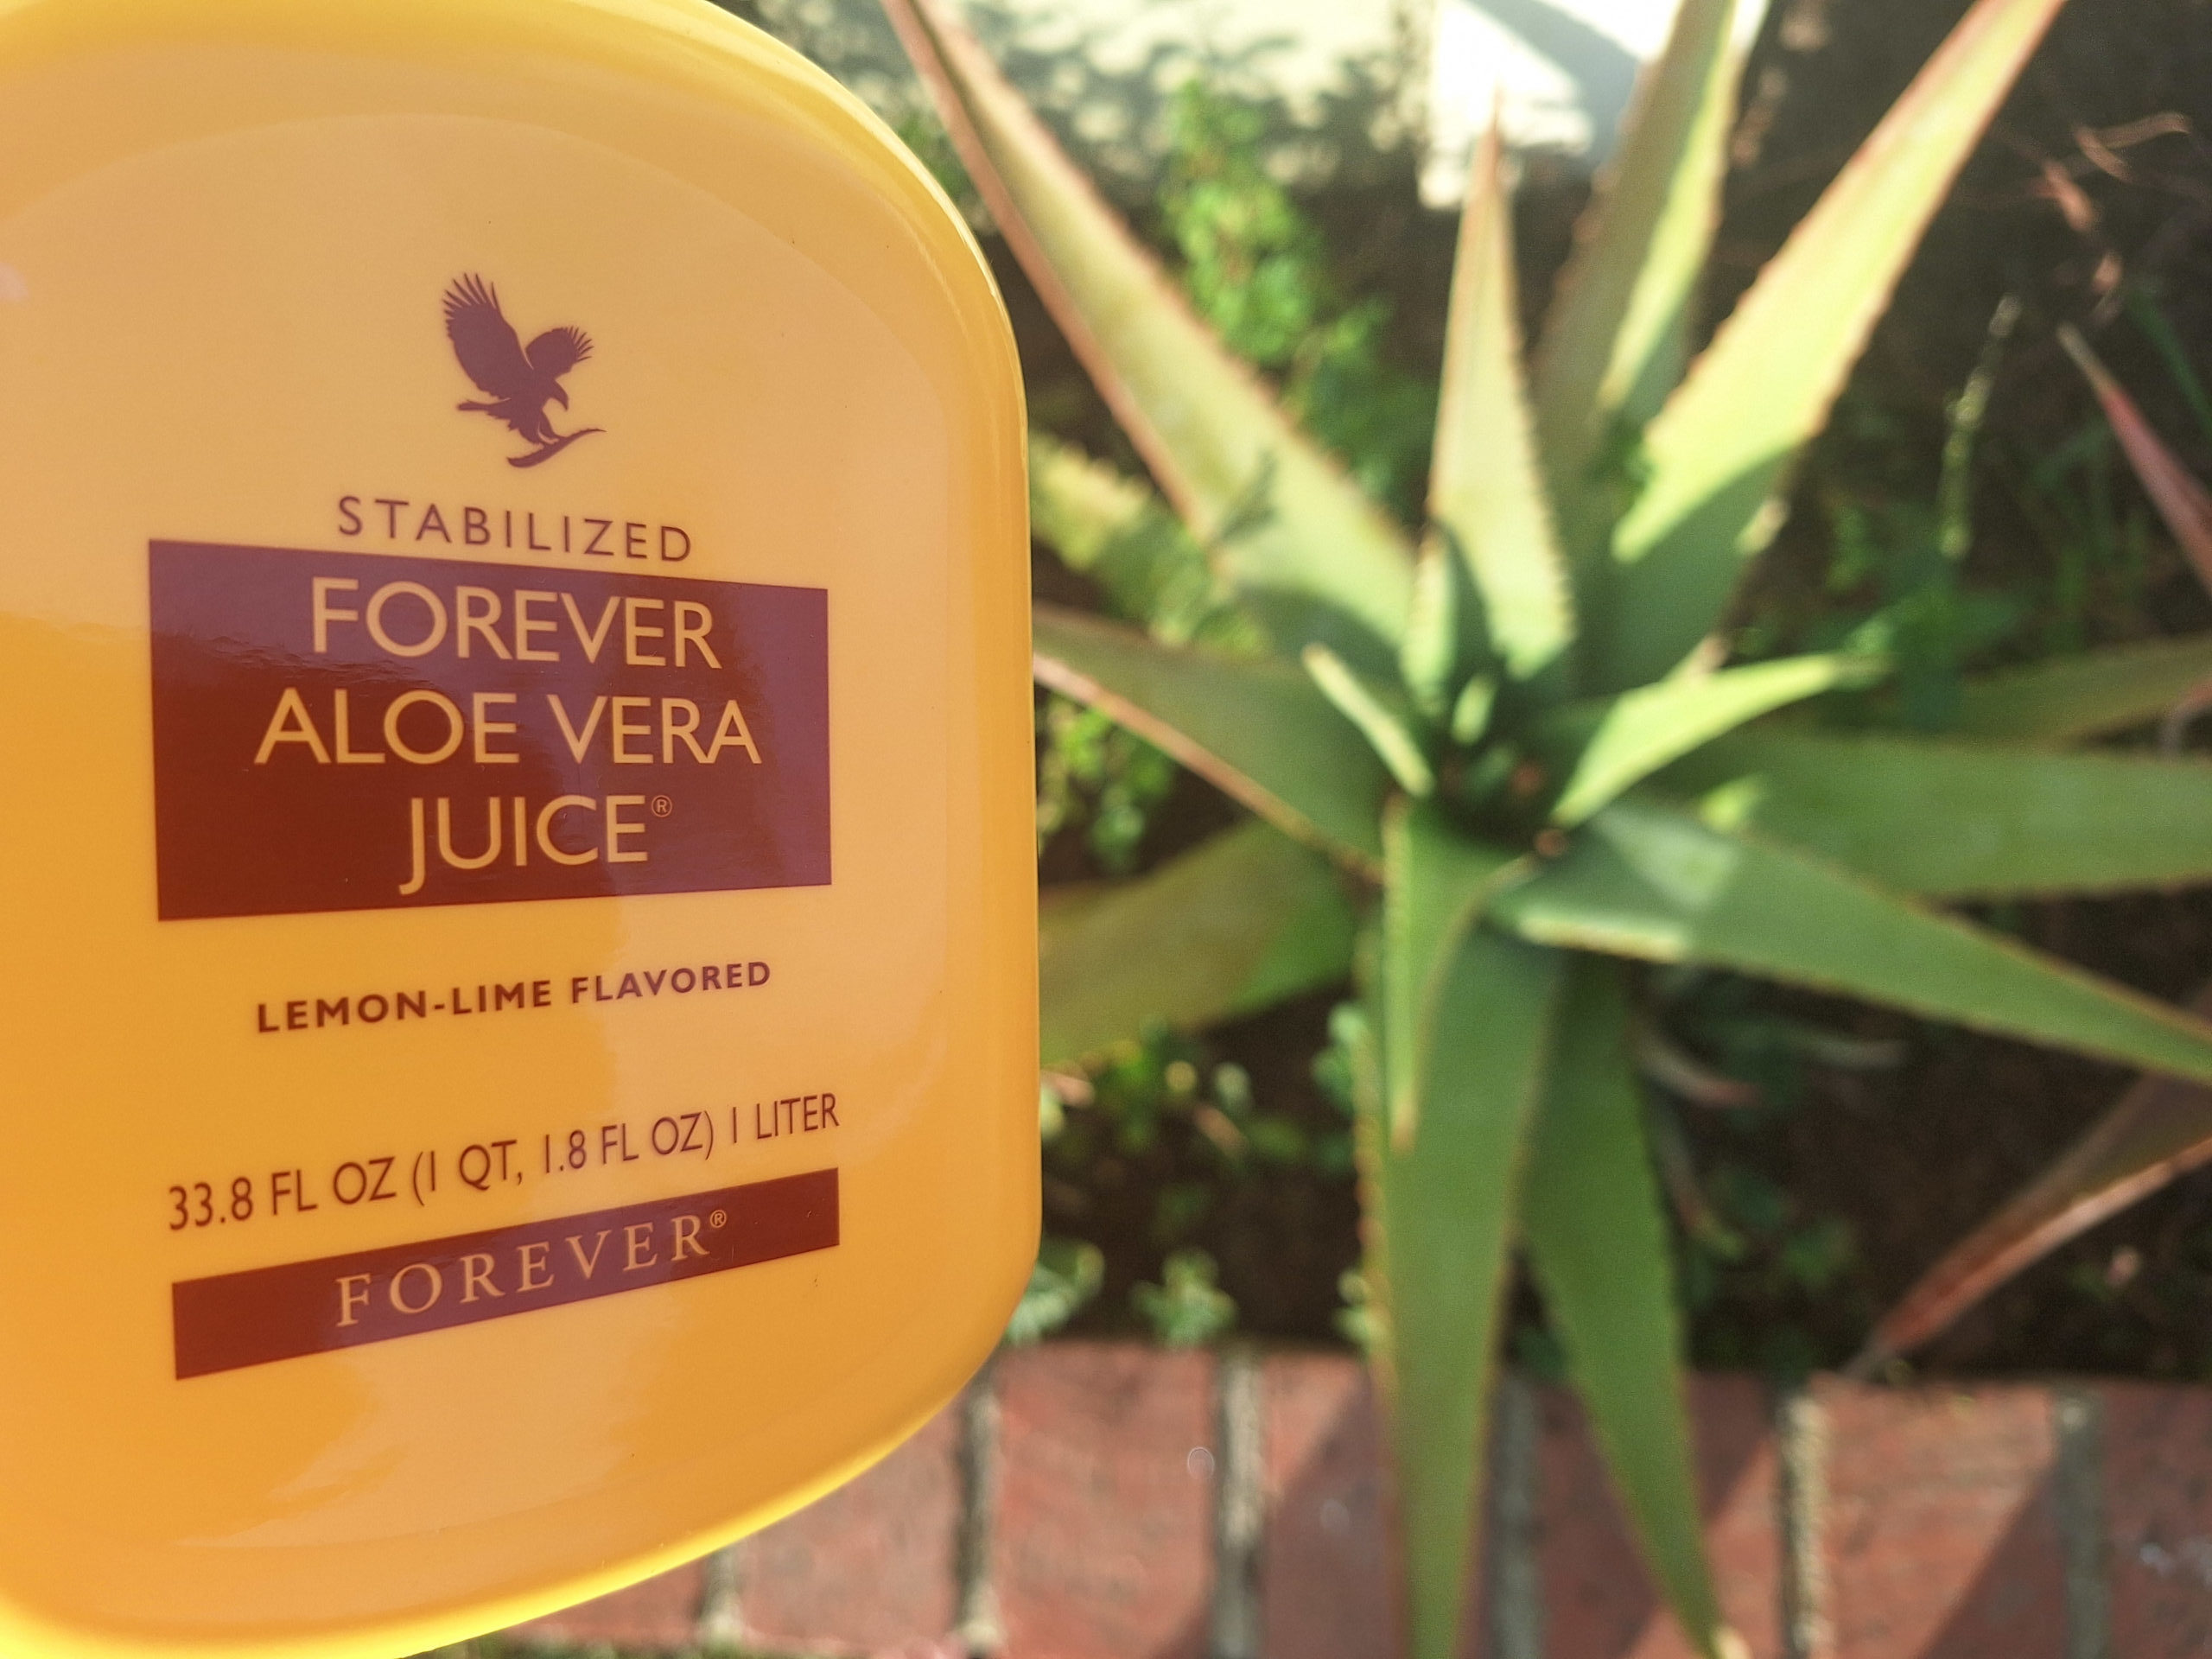 STABILIZED
FOREVER
ALOE VERA
JUICE®
LEMON-LIME FLAVORED
33.8 FL OZ (1 QT, 1.8 FL OZ) 1 LITER
FOREVER®